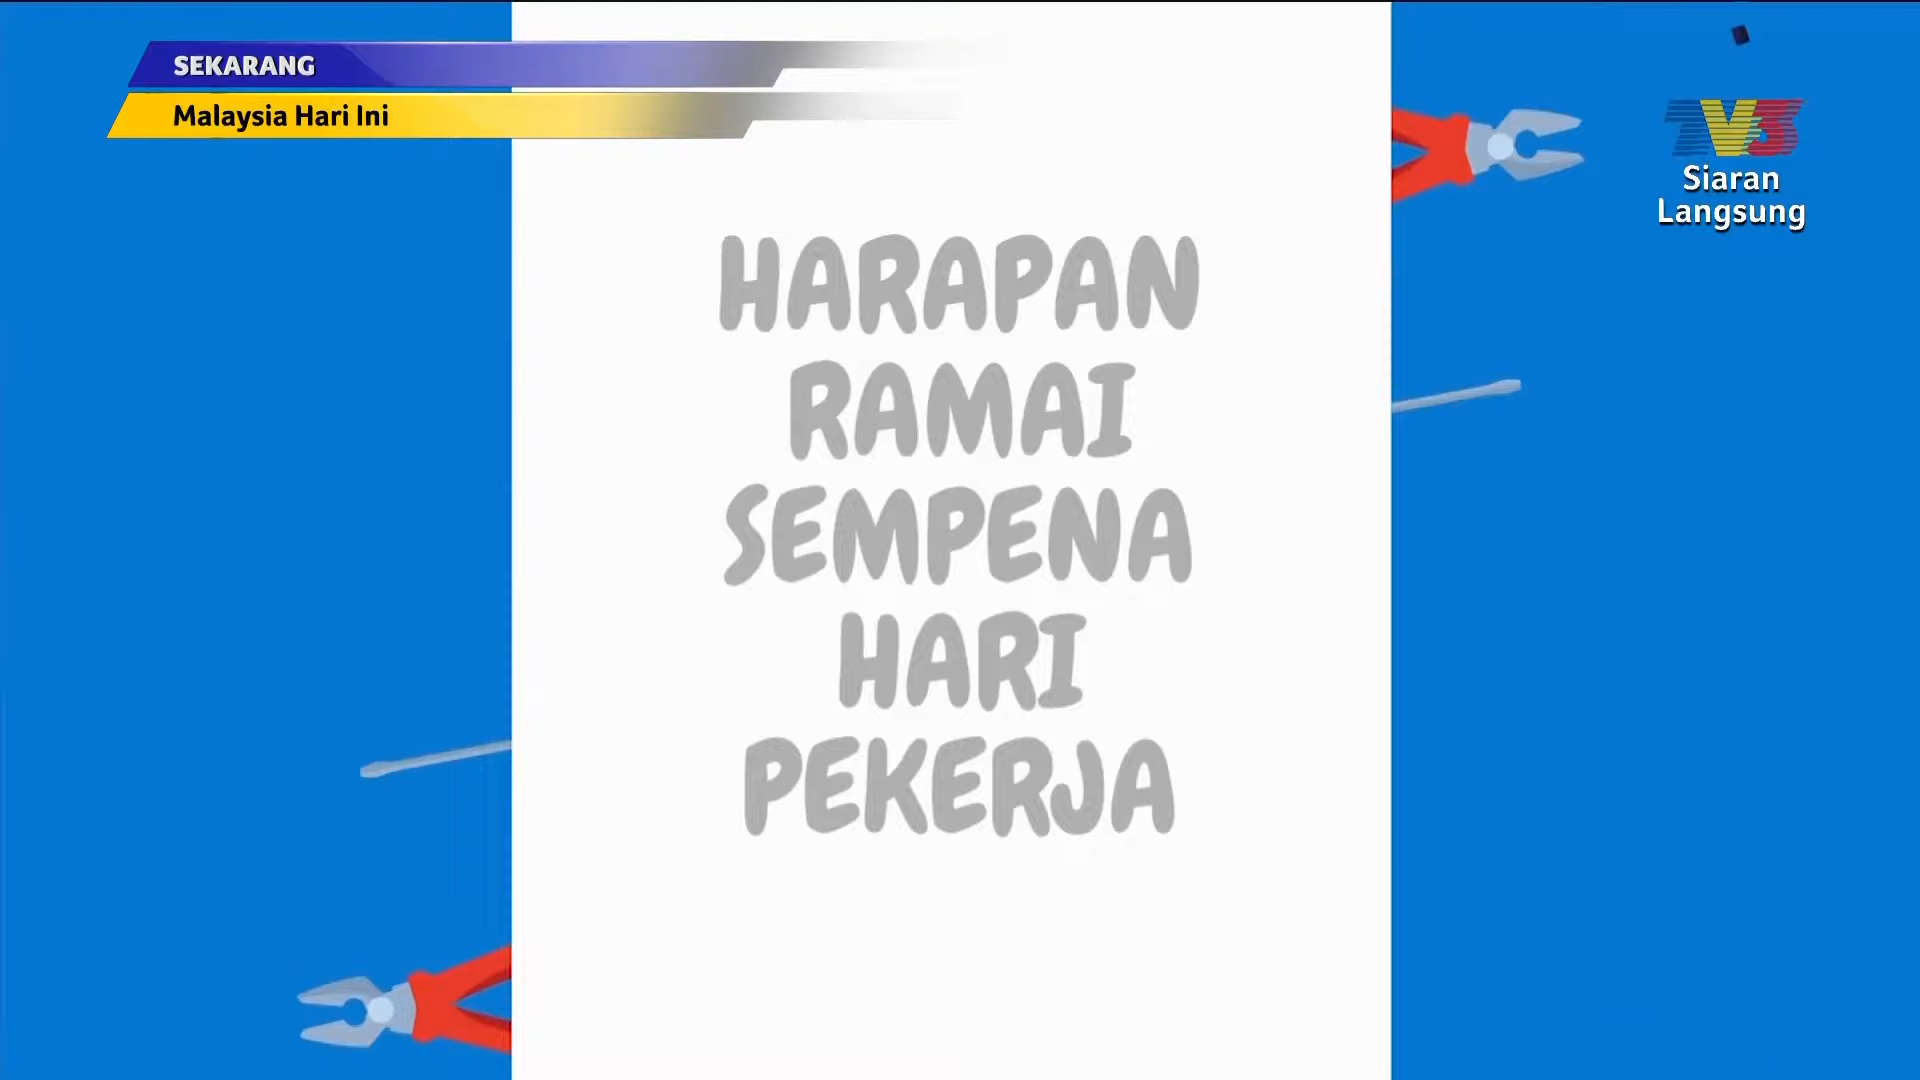 SEKARANG
Malaysia Hari Ini
TV3
Siaran
Langsung
HARAPAN
RAMAI
SEMPENA
HARI
PEKERJA